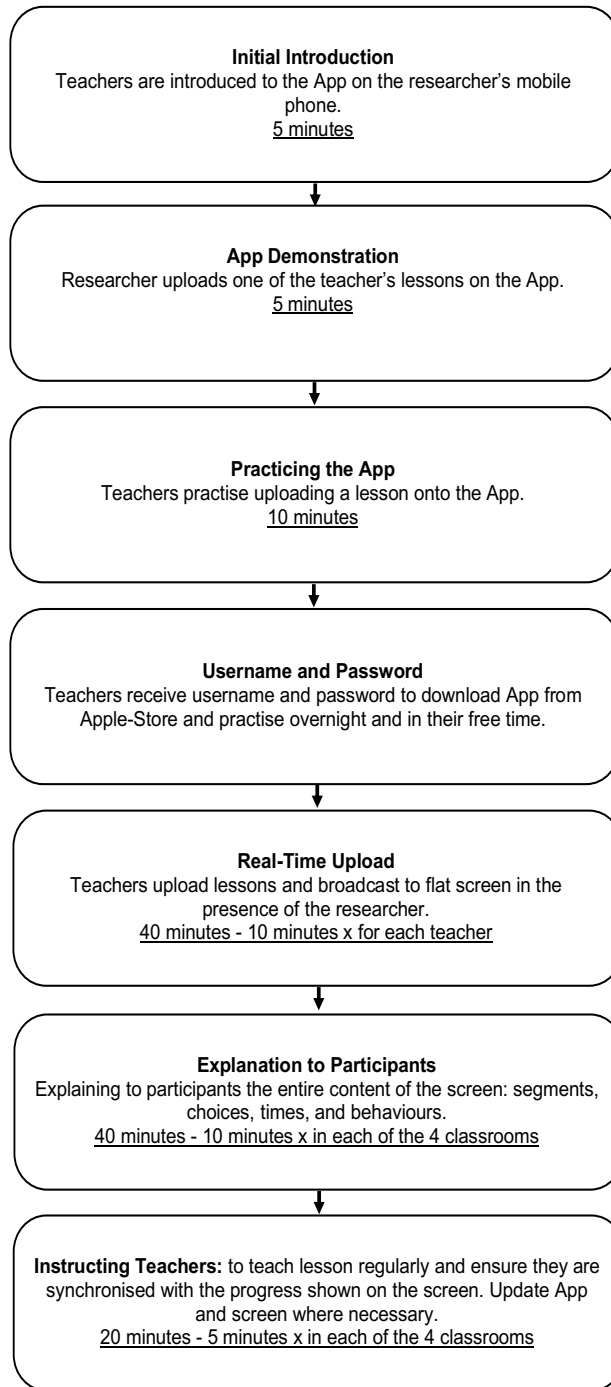 Initial Introduction
Teachers are introduced to the App on the researcher's mobile
phone.
5 minutes
App Demonstration
Researcher uploads one of the teacher's lessons on the App.
5 minutes
Practicing the App
Teachers practise uploading a lesson onto the App.
10 minutes
Username and Password
Teachers receive username and password to download App from
Apple-Store and practise overnight and in their free time.
Real-Time Upload
Teachers upload lessons and broadcast to flat screen in the
presence of the researcher.
40 minutes - 10 minutes x for each teacher
Explanation to Participants
Explaining to participants the entire content of the screen: segments,
choices, times, and behaviours.
40 minutes - 10 minutes x in each of the 4 classrooms
Instructing Teachers: to teach lesson regularly and ensure they are
synchronised with the progress shown on the screen. Update App
and screen where necessary.
20 minutes - 5 minutes x in each of the 4 classrooms